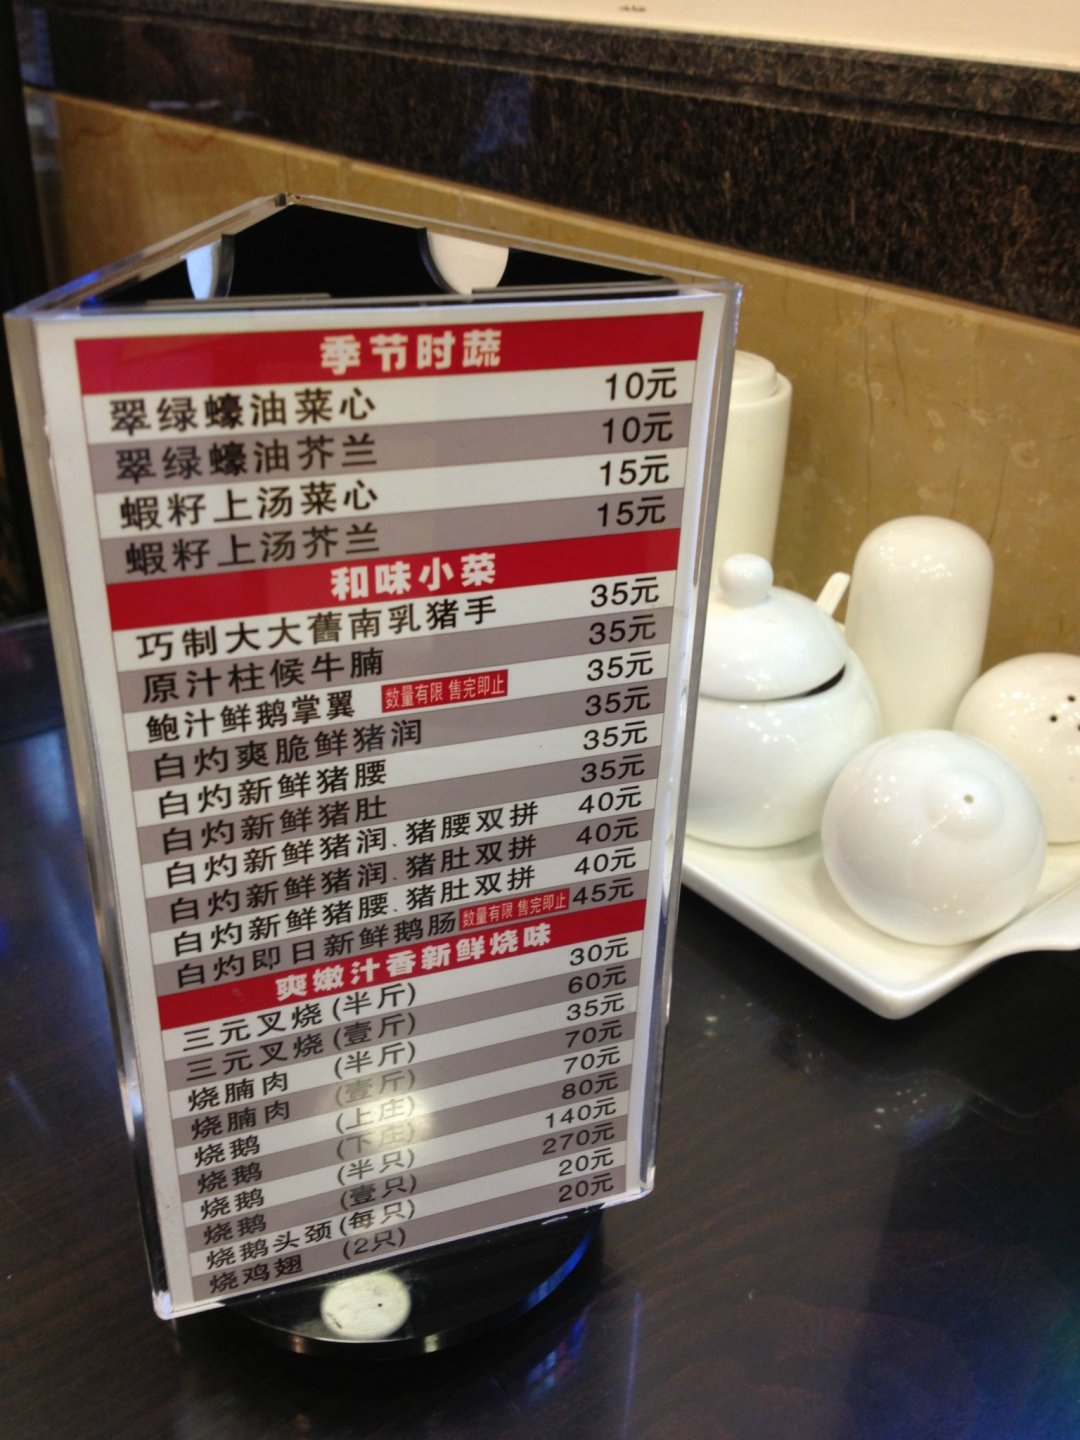 季节时蔬
翠绿蠔油菜心 10元
翠绿蠔油芥兰 10元
蝦籽上汤菜心 15元
蝦籽上汤芥兰 15元
和味小菜
巧制大大舊南乳猪手 35元
原汁柱候牛腩 35元
鲍汁鲜鹅掌翼 数量有限 售完即止 35元
白灼爽脆鲜猪润 35元
白灼新鲜猪腰 35元
白灼新鲜猪肚 35元
白灼新鲜猪润、猪腰双拼 40元
白灼新鲜猪润、猪肚双拼 40元
白灼新鲜猪腰、猪肚双拼 40元
白灼即日新鲜鹅肠 数量有限 售完即止 45元
爽嫩汁香新鲜烧味
三元叉烧(半斤) 30元
三元叉烧(壹斤) 60元
烧腩肉 (半斤) 35元
烧腩肉 (壹斤) 70元
烧鹅 (上庄) 70元
烧鹅 (下庄) 80元
烧鹅 (半只) 140元
烧鹅 (壹只) 270元
烧鹅头颈(每只) 20元
烧鸡翅 (2只) 20元